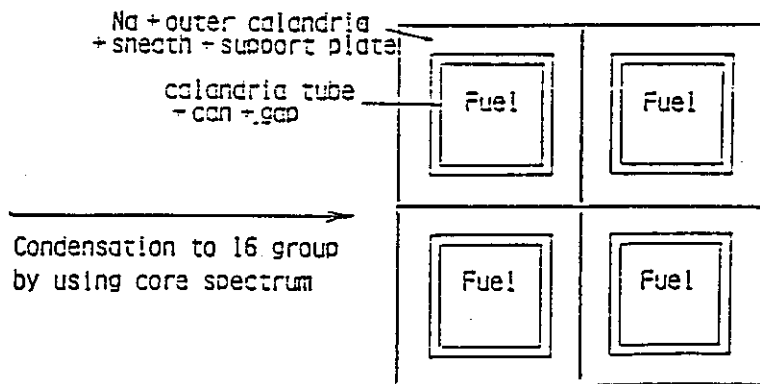 Na + outer calandria
+ sheath + support plate
calandria tube
+ can + gap
Fuel
Fuel
Condensation to 16 group
by using core spectrum
Fuel
Fuel